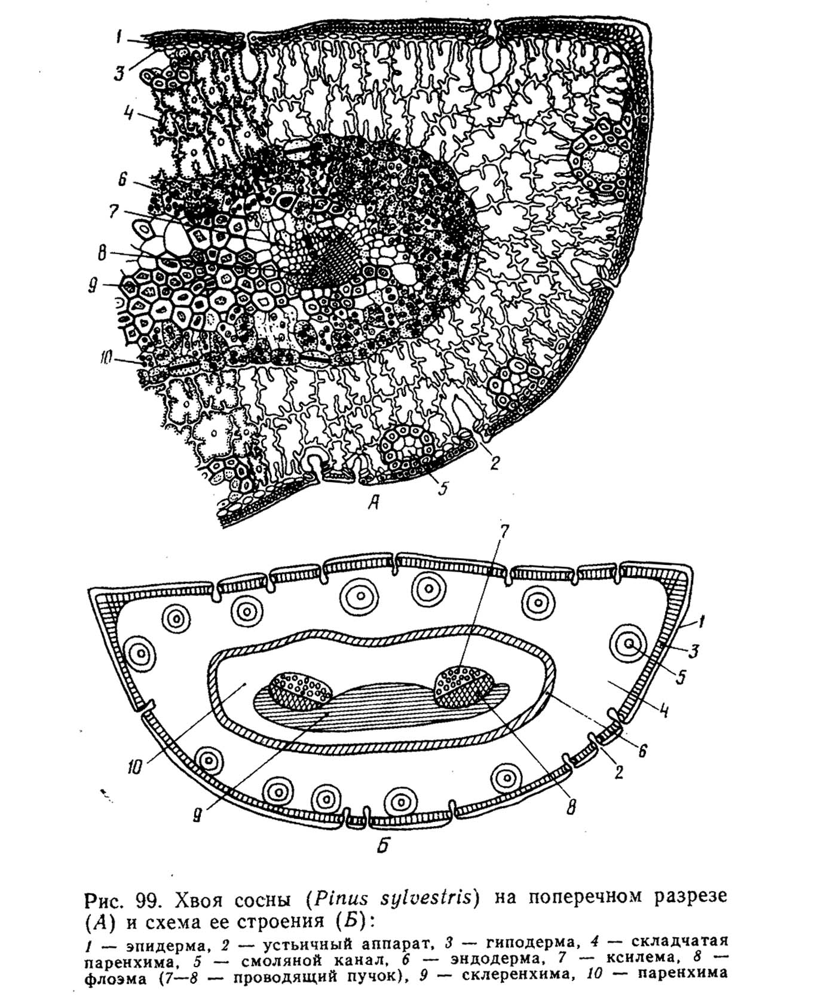 1
3
4
6
7
8
9
10
2
5
А
7
1
3
5
4
6
2
10
9
8
Б
Рис. 99. Хвоя сосны (Pinus sylvestris) на поперечном разрезе
(А) и схема ее строения (Б):
1 — эпидерма, 2 — устьичный аппарат, 3 — гиподерма, 4 — складчатая
паренхима, 5 — смоляной канал, 6 — эндодерма, 7 — ксилема, 8 —
флоэма (7—8 — проводящий пучок), 9 — склеренхима, 10 — паренхима